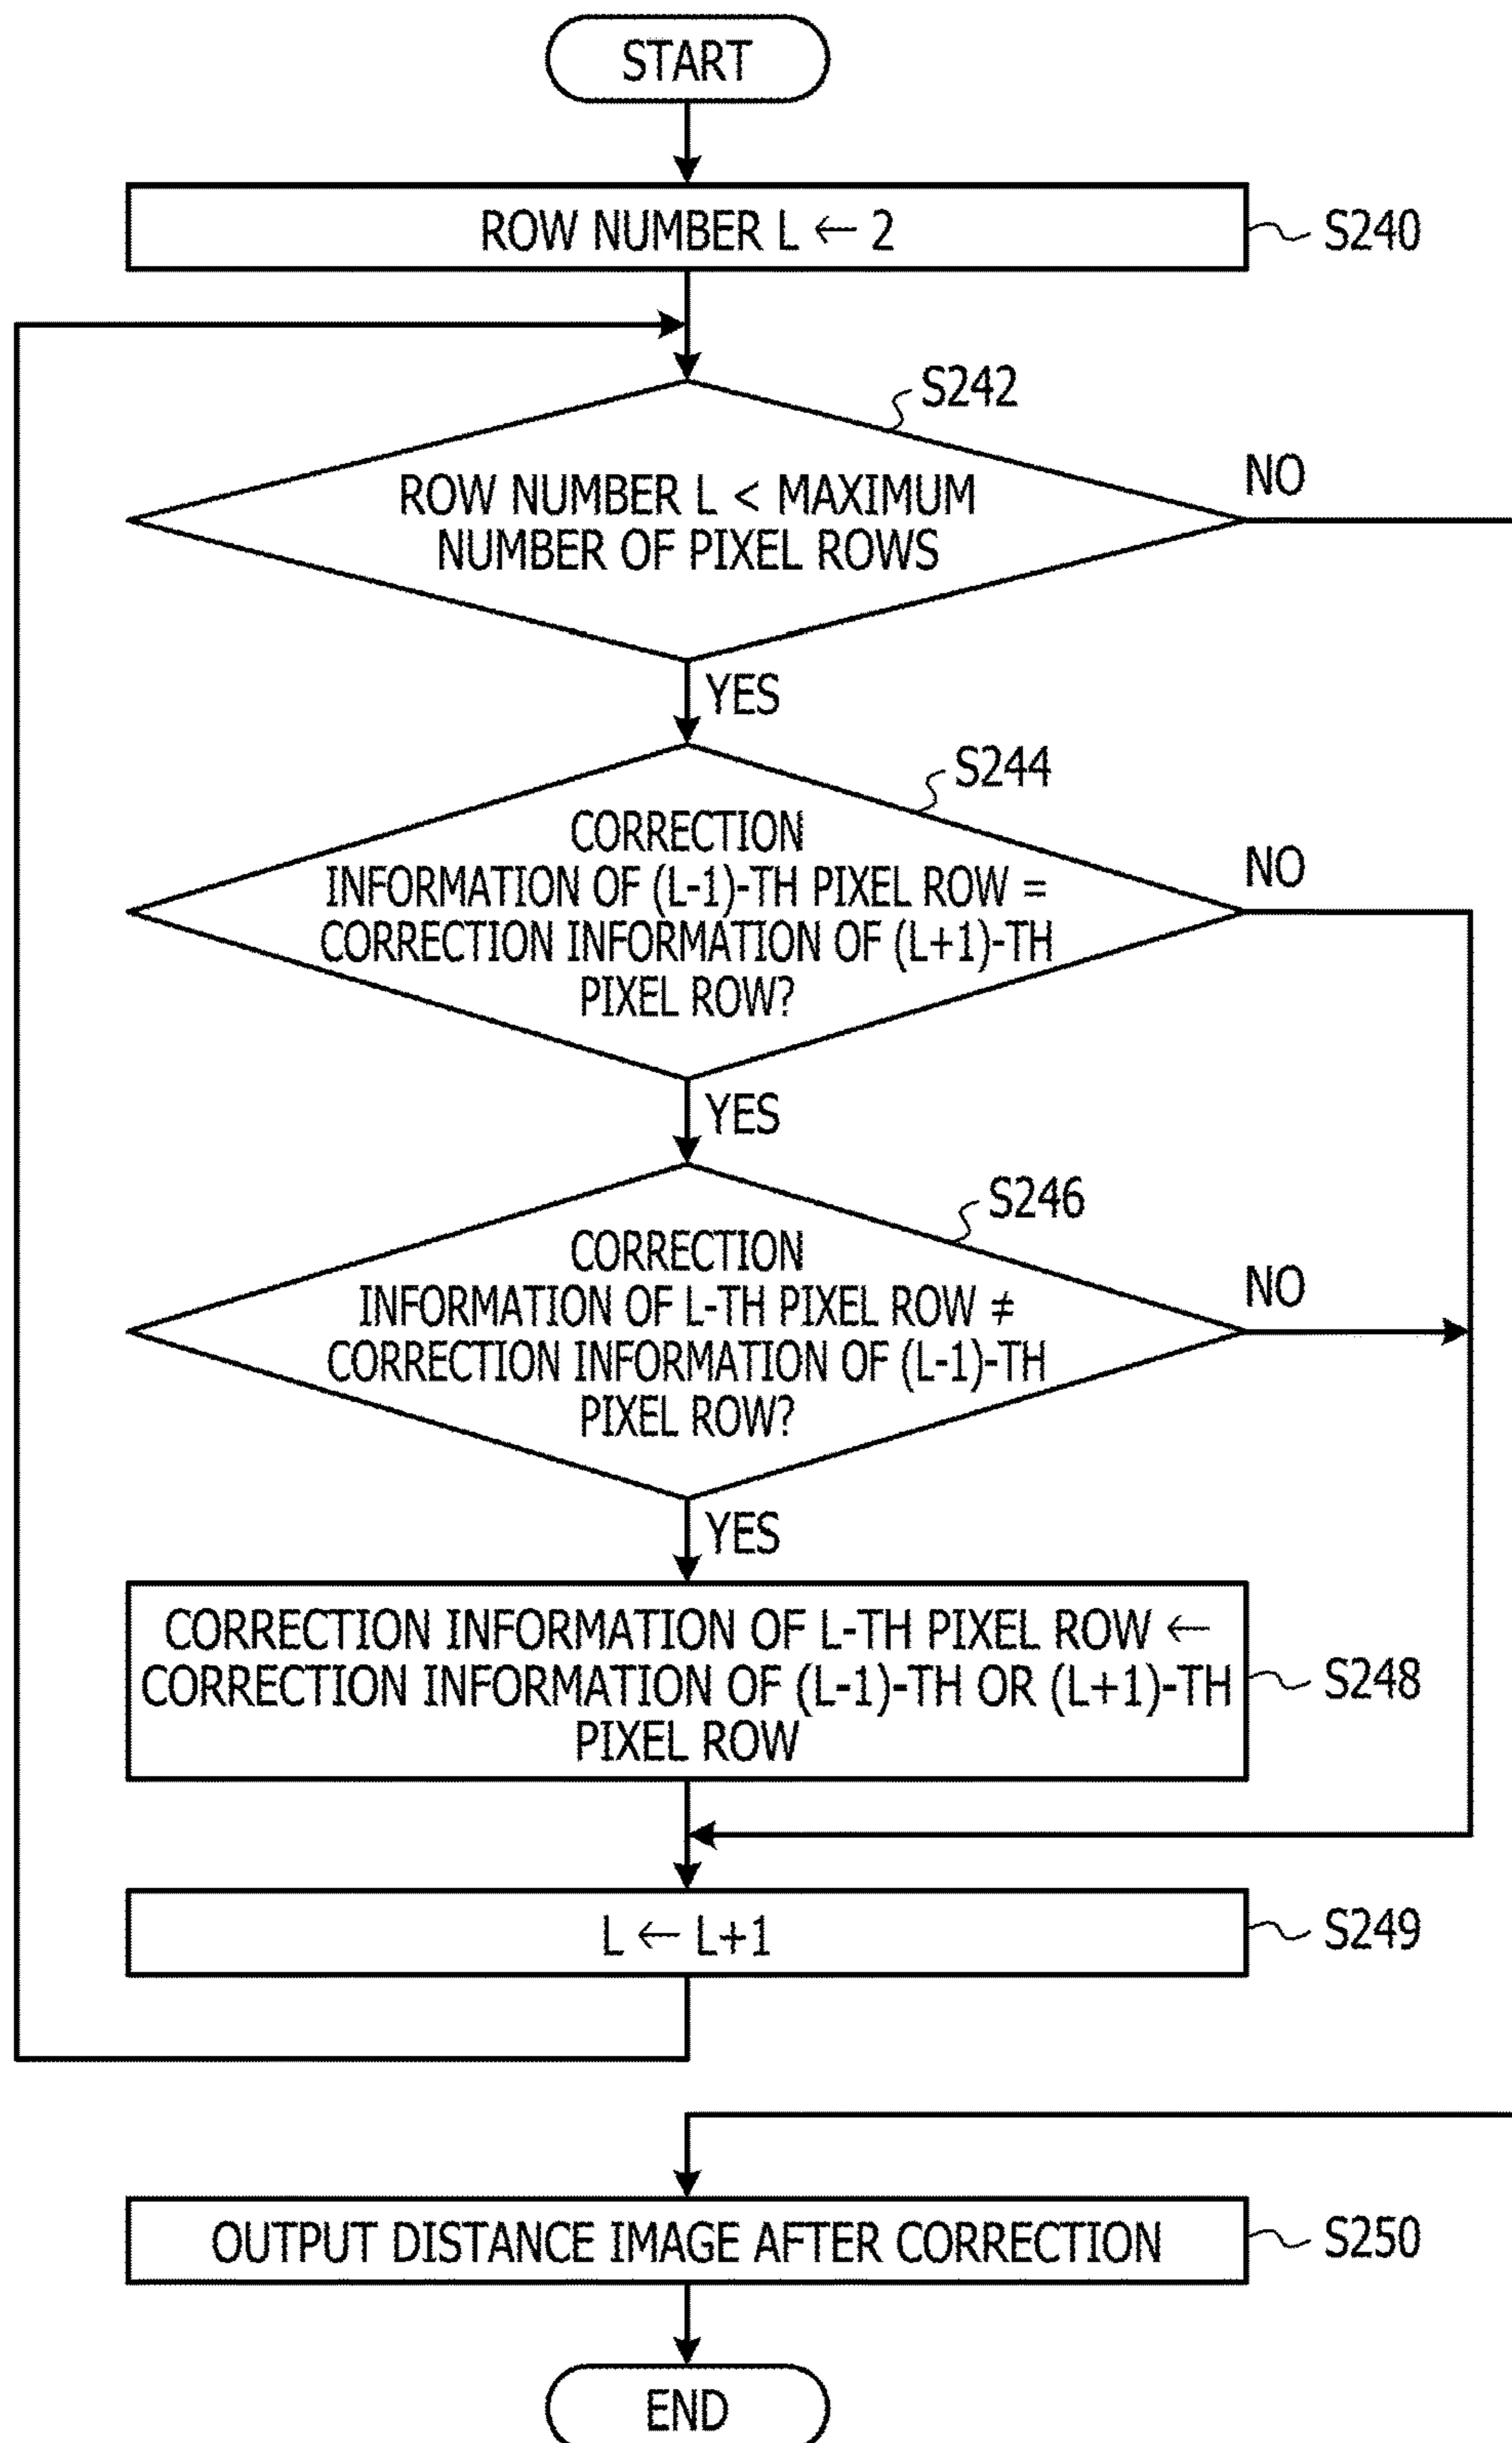 START
ROW NUMBER L ← 2
S240
S242
ROW NUMBER L < MAXIMUM
NUMBER OF PIXEL ROWS
NO
YES
S244
CORRECTION
INFORMATION OF (L-1)-TH PIXEL ROW =
CORRECTION INFORMATION OF (L+1)-TH
PIXEL ROW?
NO
YES
S246
CORRECTION
INFORMATION OF L-TH PIXEL ROW ≠
CORRECTION INFORMATION OF (L-1)-TH
PIXEL ROW?
NO
YES
CORRECTION INFORMATION OF L-TH PIXEL ROW ←
CORRECTION INFORMATION OF (L-1)-TH OR (L+1)-TH
PIXEL ROW
S248
L ← L+1
S249
OUTPUT DISTANCE IMAGE AFTER CORRECTION
S250
END